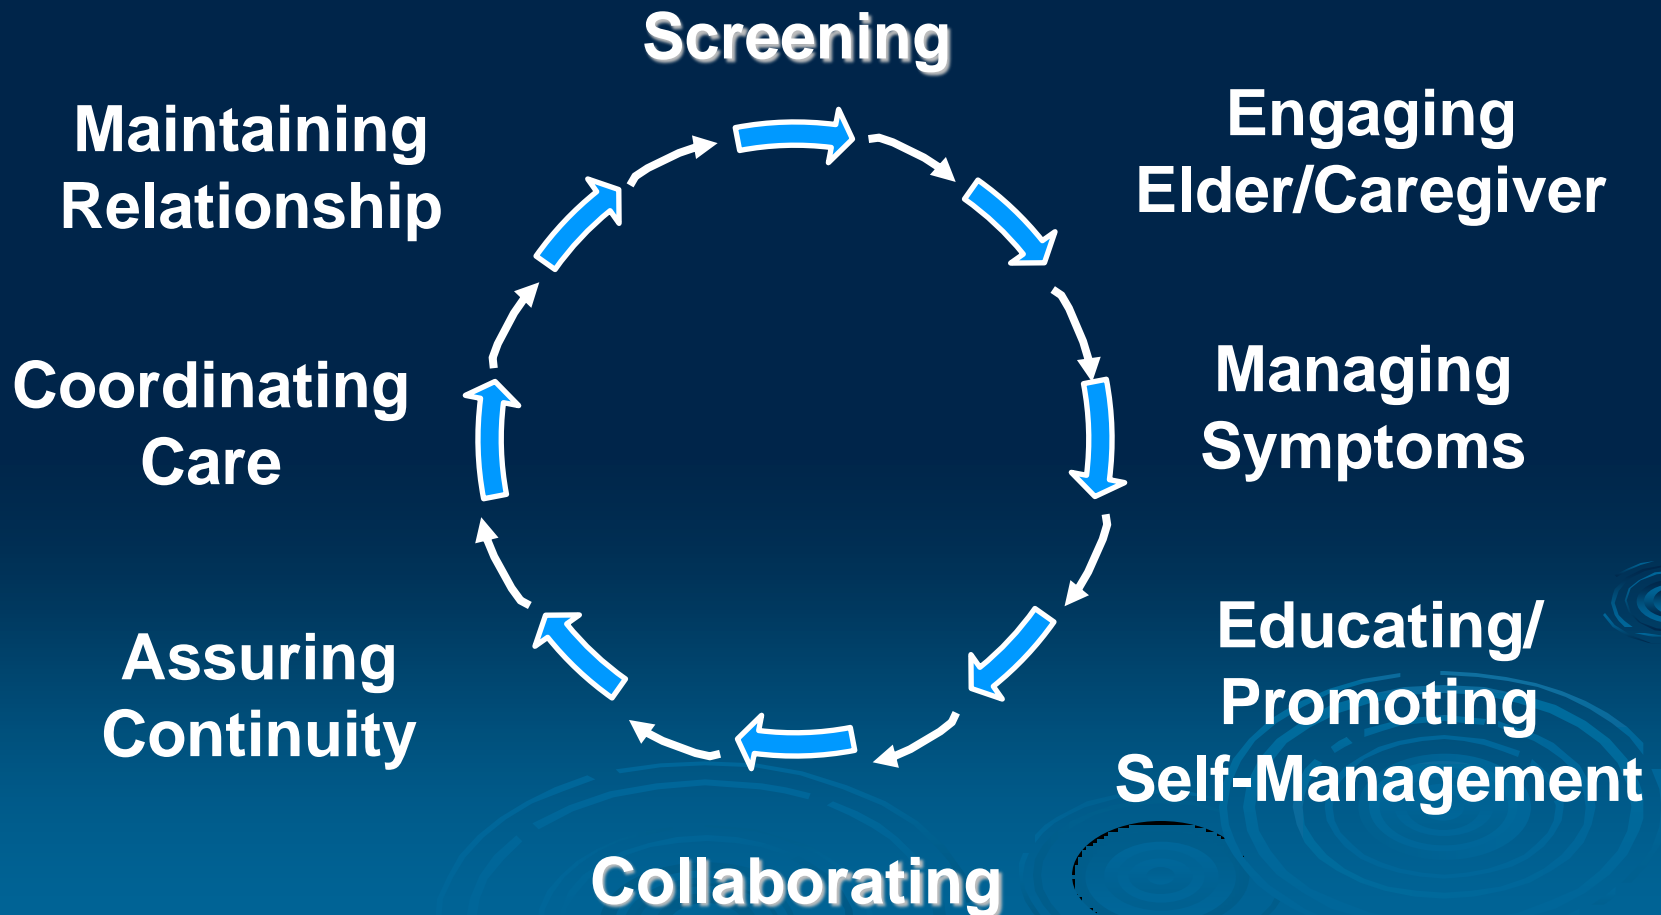 Screening
Engaging
Elder/Caregiver
Managing
Symptoms
Educating/
Promoting
Self-Management
Collaborating
Assuring
Continuity
Coordinating
Care
Maintaining
Relationship